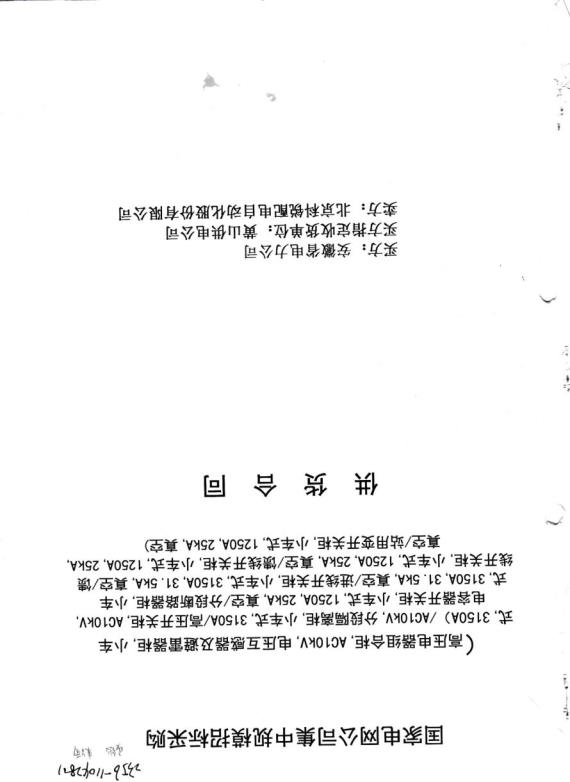 国家电网公司集中规模招标采购
(高压电器组合柜, AC10kV, 电压互感器及避雷器柜, 小车
式, 3150A) /AC10kV, 分段隔离柜, 小车式, 3150A/高压开关柜, AC10kV,
电容器开关柜, 小车式, 1250A, 25kA, 真空/分段断路器柜, 小车
式, 3150A, 31.5kA, 真空/进线开关柜, 小车式, 3150A, 31.5kA, 真空/馈
线开关柜, 小车式, 1250A, 25kA, 真空/馈线开关柜, 小车式, 1250A, 25kA,
真空/站用变开关柜, 小车式, 1250A, 25kA, 真空)
供货合同
买方: 安徽省电力公司
买方指定收货单位: 黄山供电公司
卖方: 北京科锐配电自动化股份有限公司